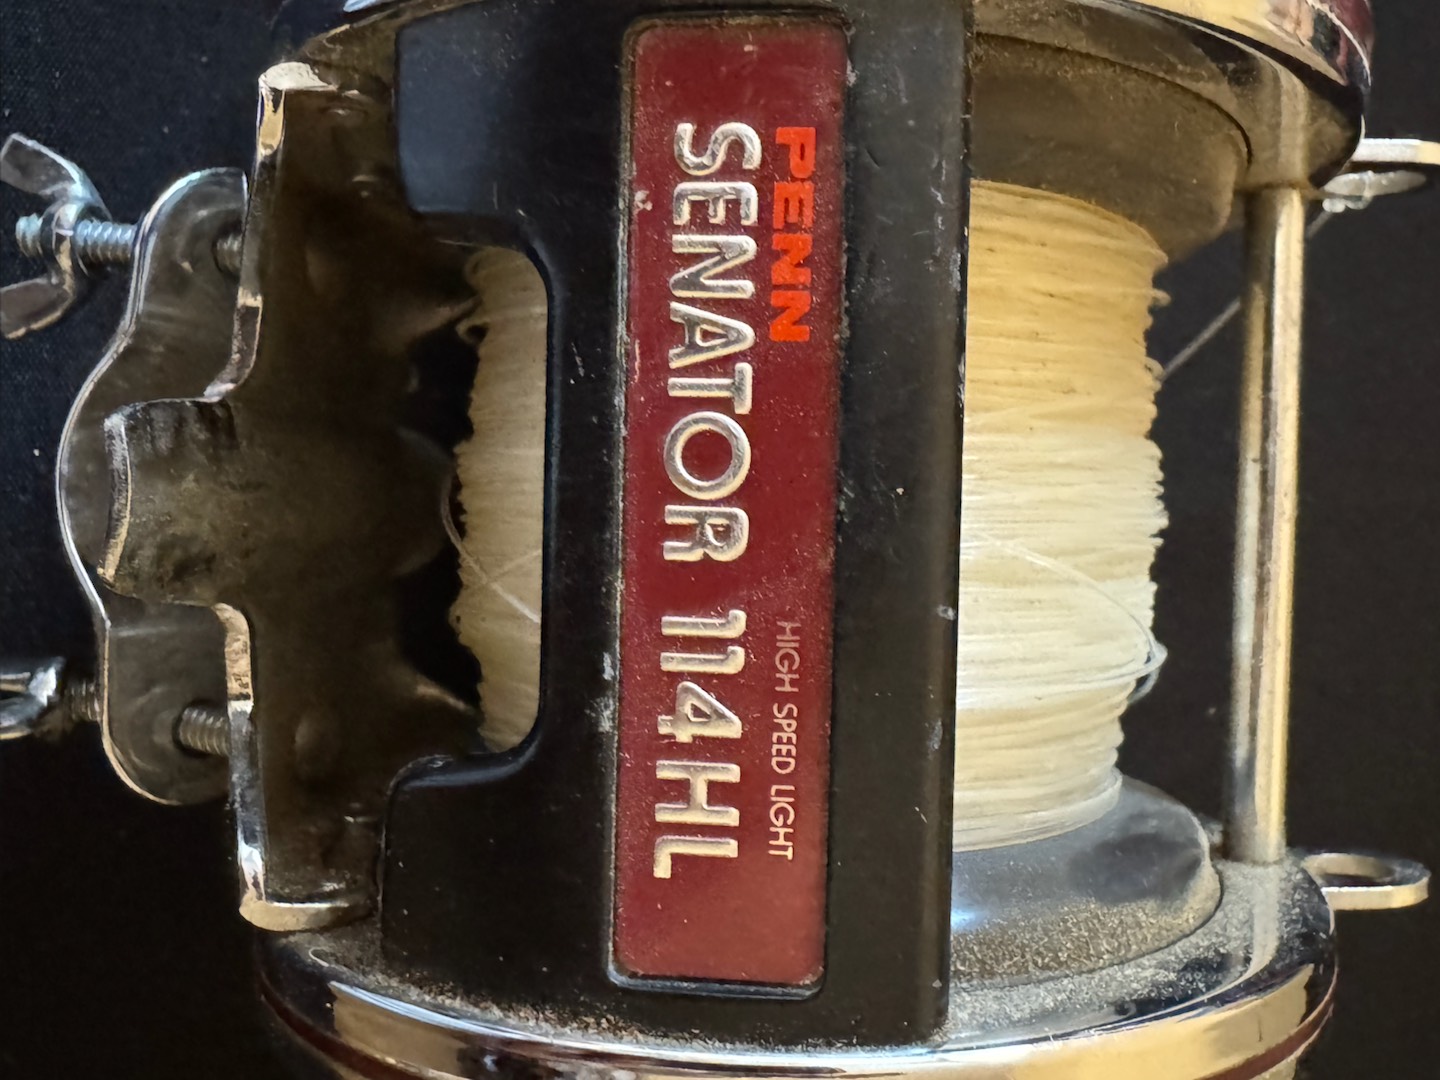 PENN
HIGH SPEED LIGHT
SENATOR 114HL